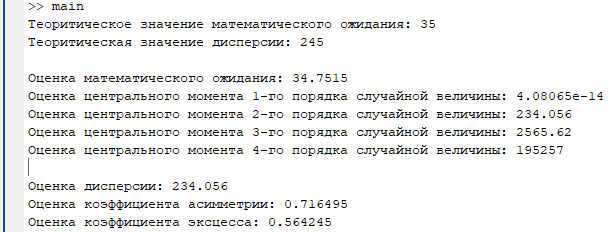 >> main
Теоритическое значение математического ожидания: 35
Теоритическая значение дисперсии: 245
Оценка математического ожидания: 34.7515
Оценка центрального момента 1-го порядка случайной величины: 4.08065e-14
Оценка центрального момента 2-го порядка случайной величины: 234.056
Оценка центрального момента 3-го порядка случайной величины: 2565.62
Оценка центрального момента 4-го порядка случайной величины: 195257
Оценка дисперсии: 234.056
Оценка коэффициента асимметрии: 0.716495
Оценка коэффициента эксцесса: 0.564245